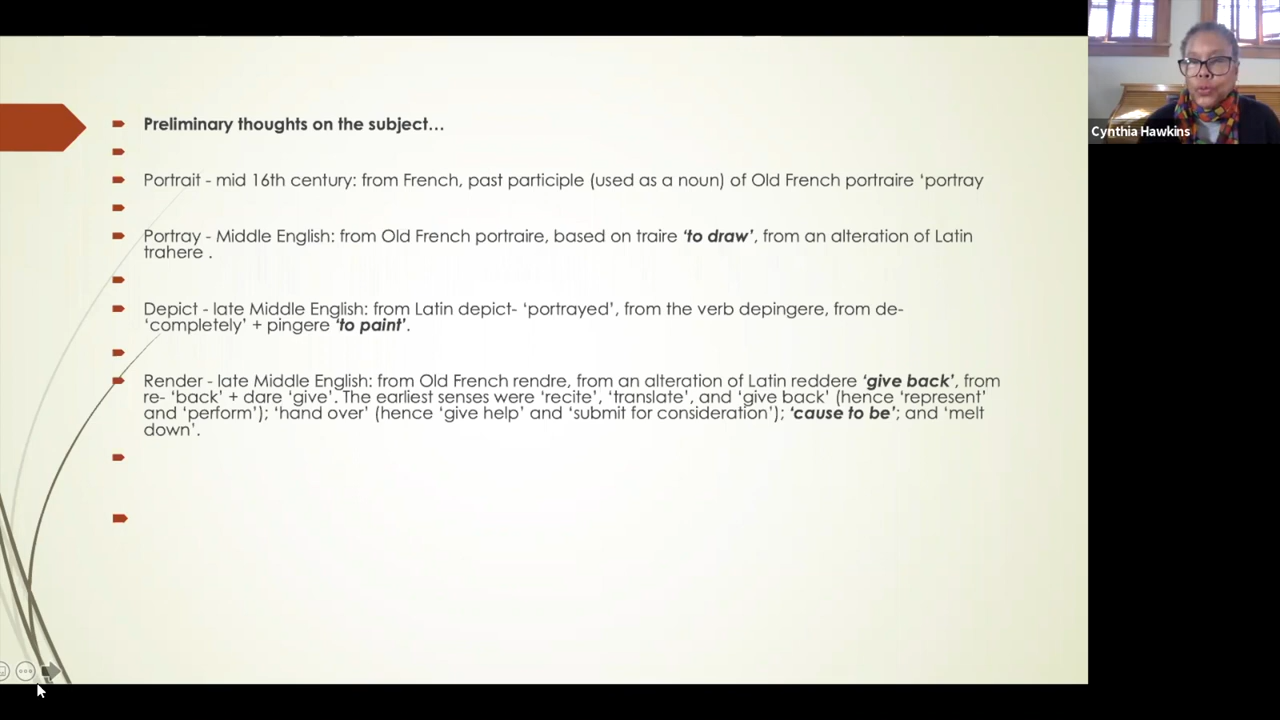 Preliminary thoughts on the subject…
Portrait - mid 16th century: from French, past participle (used as a noun) of Old French portraire ‘portray
Portray - Middle English: from Old French portraire, based on traire ‘to draw’, from an alteration of Latin
trahere .
Depict - late Middle English: from Latin depict- ‘portrayed’, from the verb depingere, from de-
‘completely’ + pingere ‘to paint’.
Render - late Middle English: from Old French rendre, from an alteration of Latin reddere ‘give back’, from
re- ‘back’ + dare ‘give’. The earliest senses were ‘recite’, ‘translate’, and ‘give back’ (hence ‘represent’
and ‘perform’); ‘hand over’ (hence ‘give help’ and ‘submit for consideration’); ‘cause to be’; and ‘melt
down’.
Cynthia Hawkins